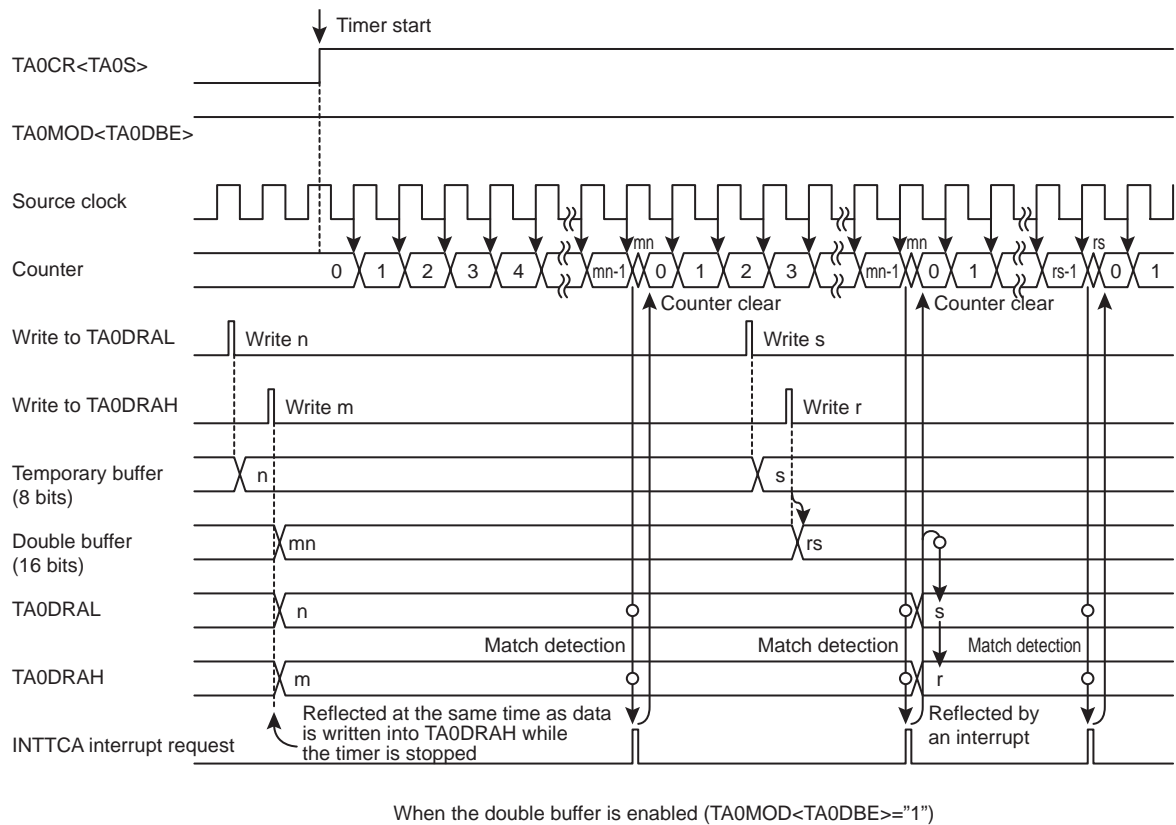 Timer start
TA0CR<TA0S>
TA0MOD<TA0DBE>
Source clock
mn mn rs
Counter 0 1 2 3 4 mn-1 0 1 2 3 mn-1 0 1 rs-1 0 1
Counter clear Counter clear
Write to TA0DRAL Write n Write s
Write to TA0DRAH Write m Write r
Temporary buffer n s
(8 bits)
Double buffer mn rs
(16 bits)
TA0DRAL n s
Match detection Match detection Match detection
TA0DRAH m r
Reflected at the same time as data
is written into TA0DRAH while
the timer is stopped
Reflected by
an interrupt
INTTCA interrupt request
When the double buffer is enabled (TA0MOD<TA0DBE>=”1”)